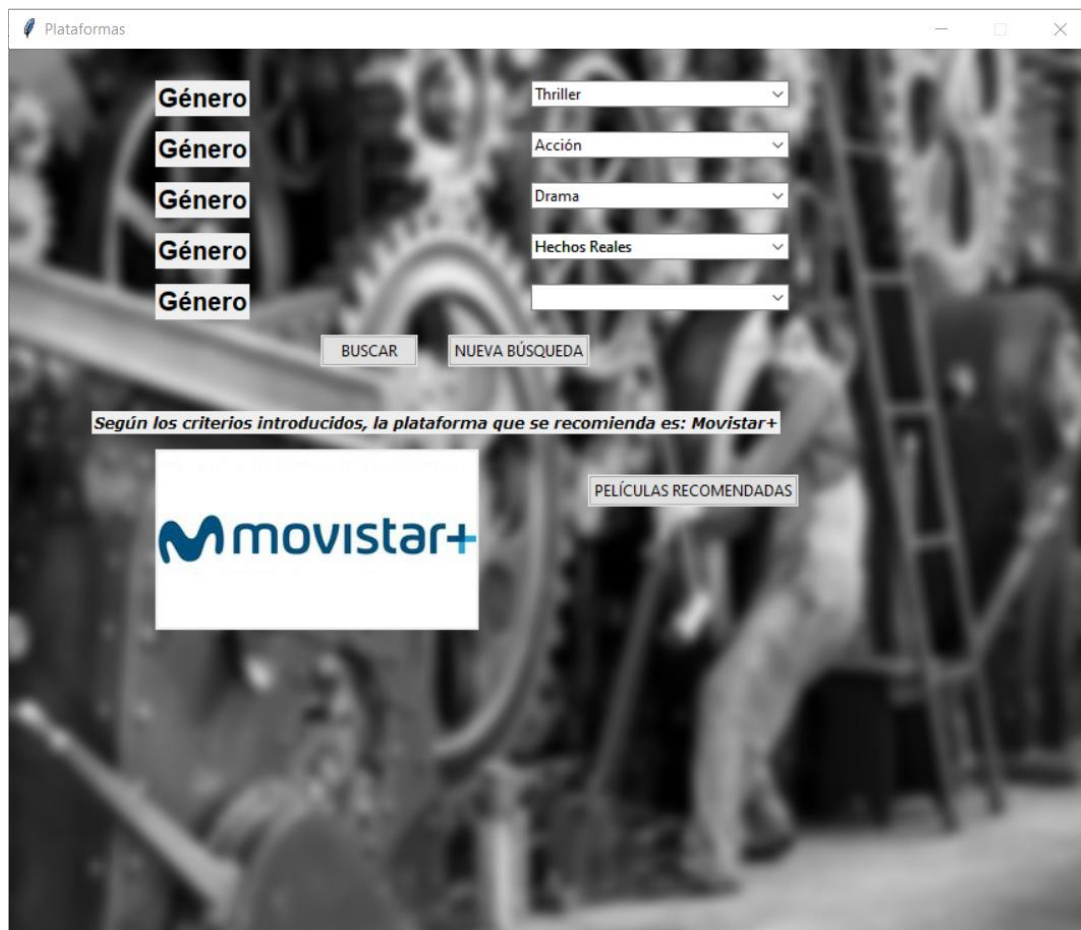 Plataformas
Género Thriller
Género Acción
Género Drama
Género Hechos Reales
Género
BUSCAR NUEVA BÚSQUEDA
Según los criterios introducidos, la plataforma que se recomienda es: Movistar+
PELÍCULAS RECOMENDADAS
movistar+